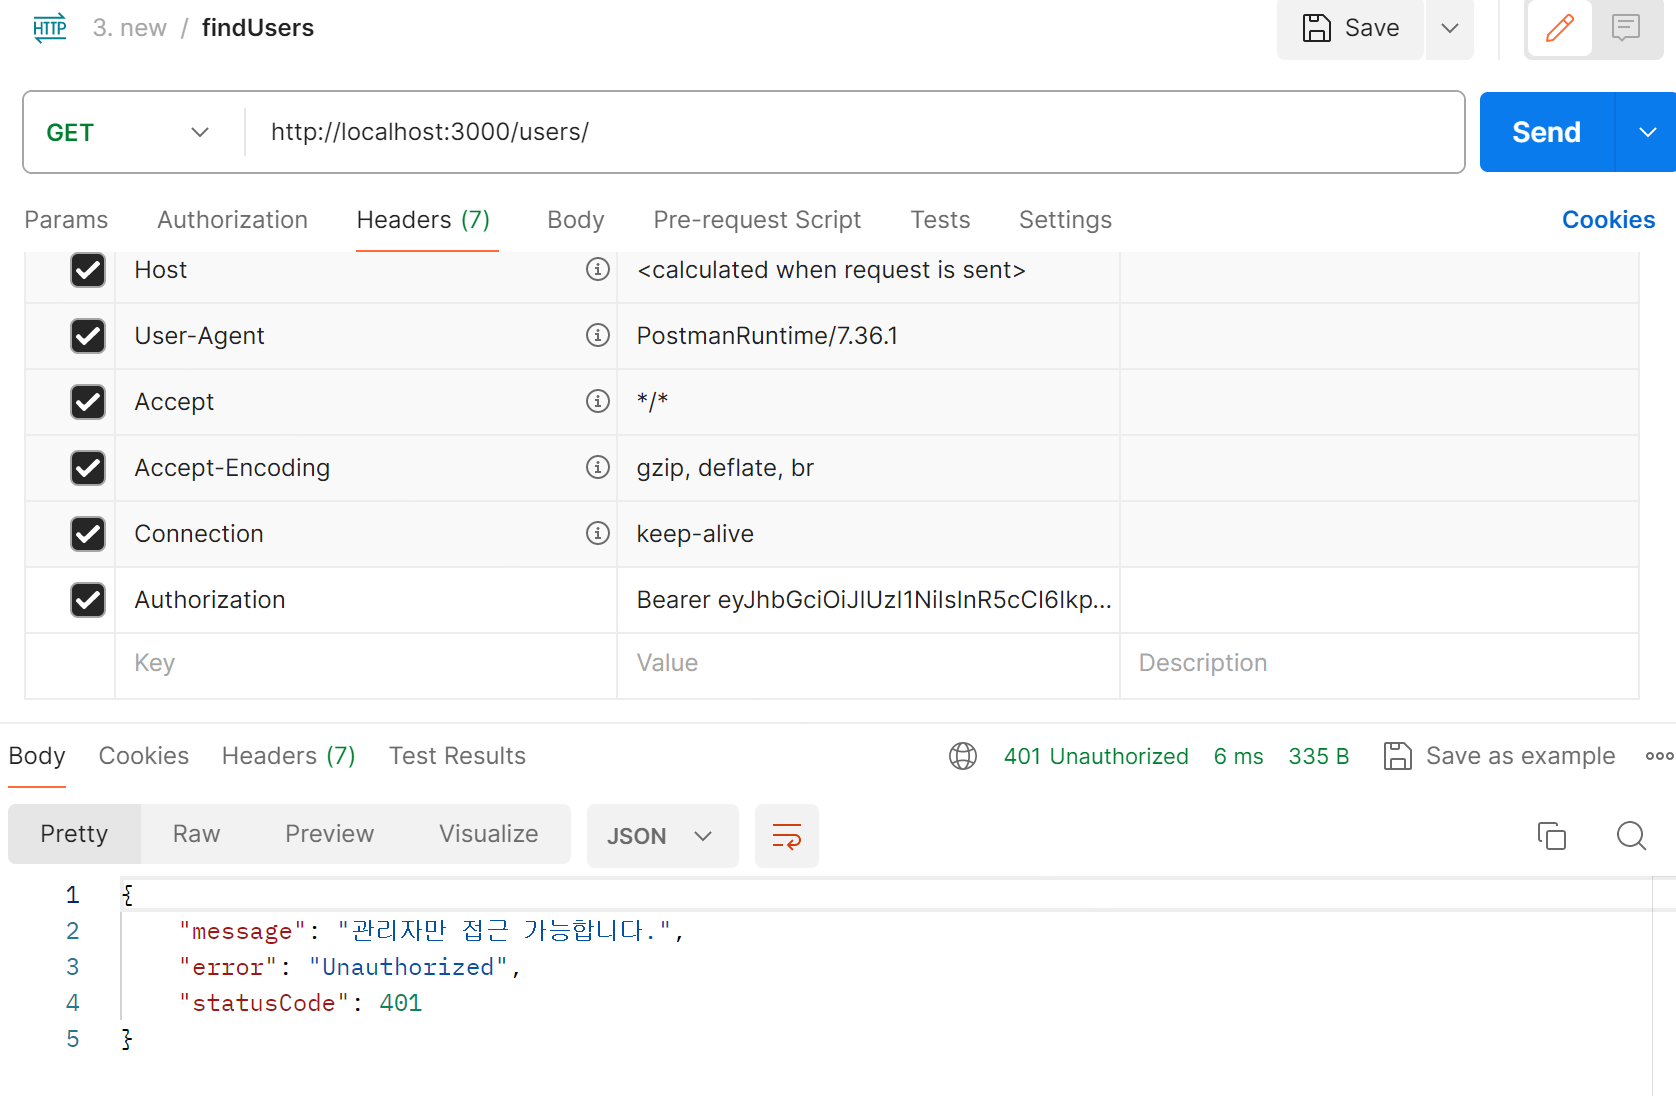 HTTP 3. new / findUsers
Save
GET http://localhost:3000/users/
Send
Params Authorization Headers (7) Body Pre-request Script Tests Settings Cookies
Host <calculated when request is sent>
User-Agent PostmanRuntime/7.36.1
Accept */*
Accept-Encoding gzip, deflate, br
Connection keep-alive
Authorization Bearer eyJhbGciOiJIUzI1NiIsInR5cCI6Ikp...
Key Value Description
Body Cookies Headers (7) Test Results 401 Unauthorized 6 ms 335 B Save as example
Pretty Raw Preview Visualize JSON
1 {
2 "message": "관리자만 접근 가능합니다.",
3 "error": "Unauthorized",
4 "statusCode": 401
5 }